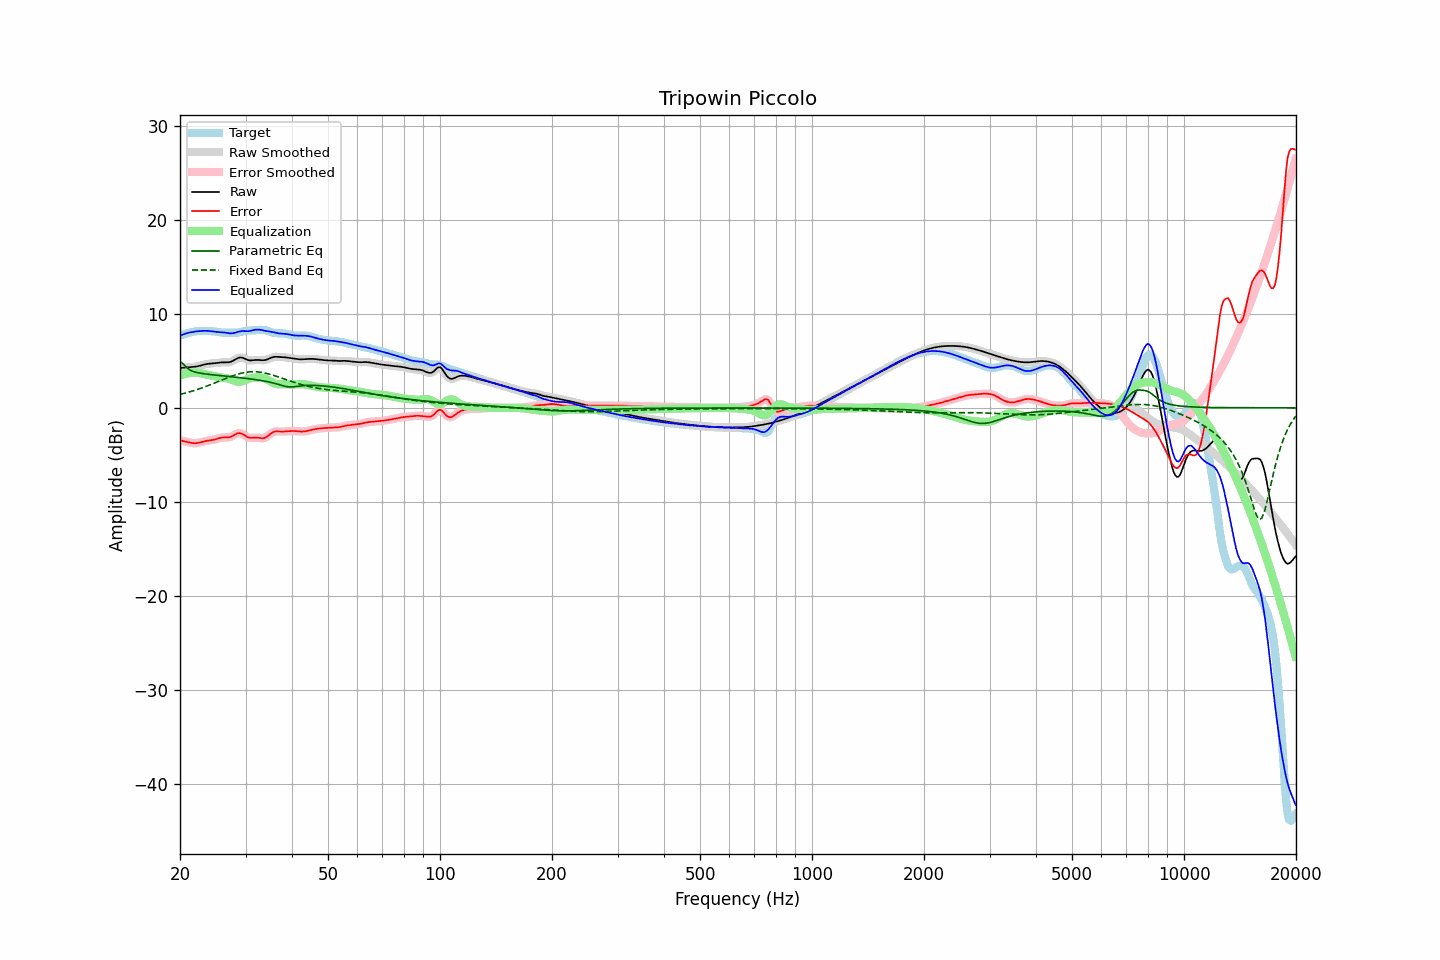 Tripowin Piccolo
Target
Raw Smoothed
Error Smoothed
Raw
Error
Equalization
Parametric Eq
Fixed Band Eq
Equalized
30
20
10
0
−10
−20
−30
−40
Amplitude (dBr)
20
50
100
200
500
1000
2000
5000
10000
20000
Frequency (Hz)